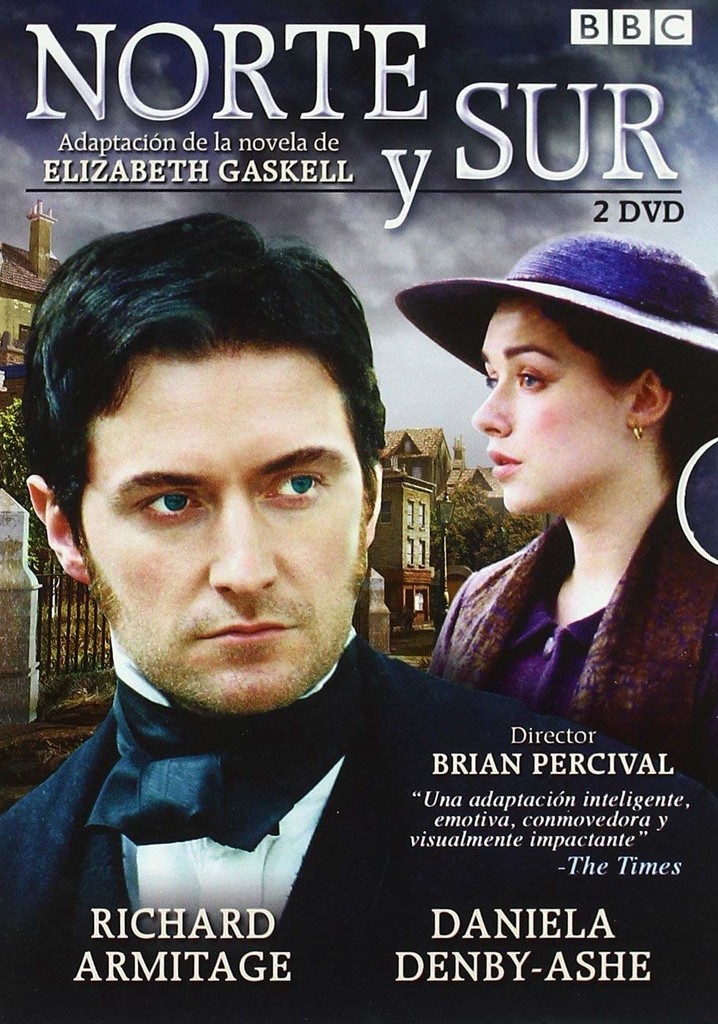 BBC
NORTE
y SUR
Adaptación de la novela de
ELIZABETH GASKELL
2 DVD
Director
BRIAN PERCIVAL
“Una adaptación inteligente,
emotiva, conmovedora y
visualmente impactante”
-The Times
RICHARD
ARMITAGE
DANIELA
DENBY-ASHE